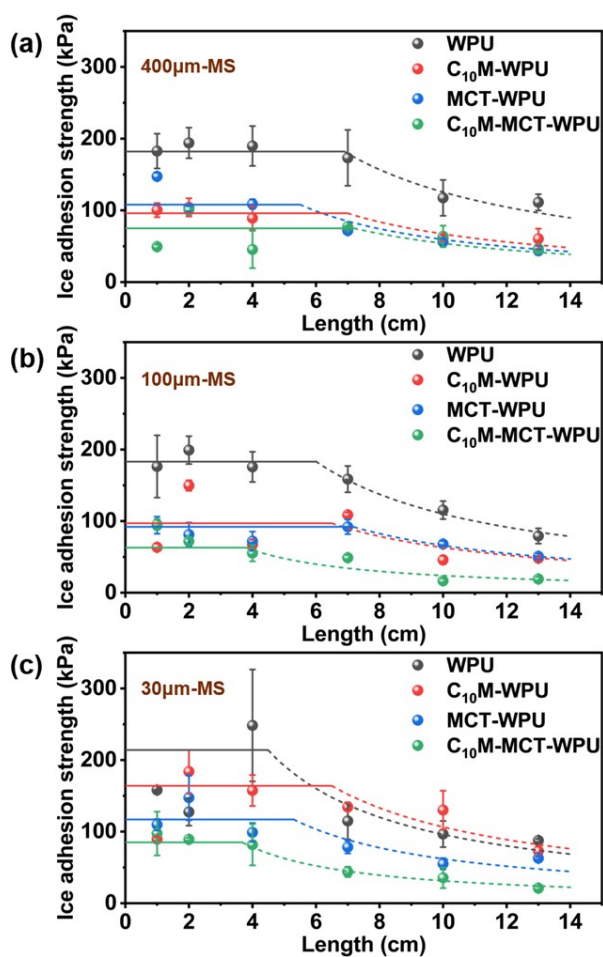 (a)
Ice adhesion strength (kPa)
300
200
100
0
400μm-MS
WPU
C₁₀M-WPU
MCT-WPU
C₁₀M-MCT-WPU
0 2 4 6 8 10 12 14
Length (cm)
(b)
Ice adhesion strength (kPa)
300
200
100
0
100μm-MS
WPU
C₁₀M-WPU
MCT-WPU
C₁₀M-MCT-WPU
0 2 4 6 8 10 12 14
Length (cm)
(c)
Ice adhesion strength (kPa)
300
200
100
0
30μm-MS
WPU
C₁₀M-WPU
MCT-WPU
C₁₀M-MCT-WPU
0 2 4 6 8 10 12 14
Length (cm)